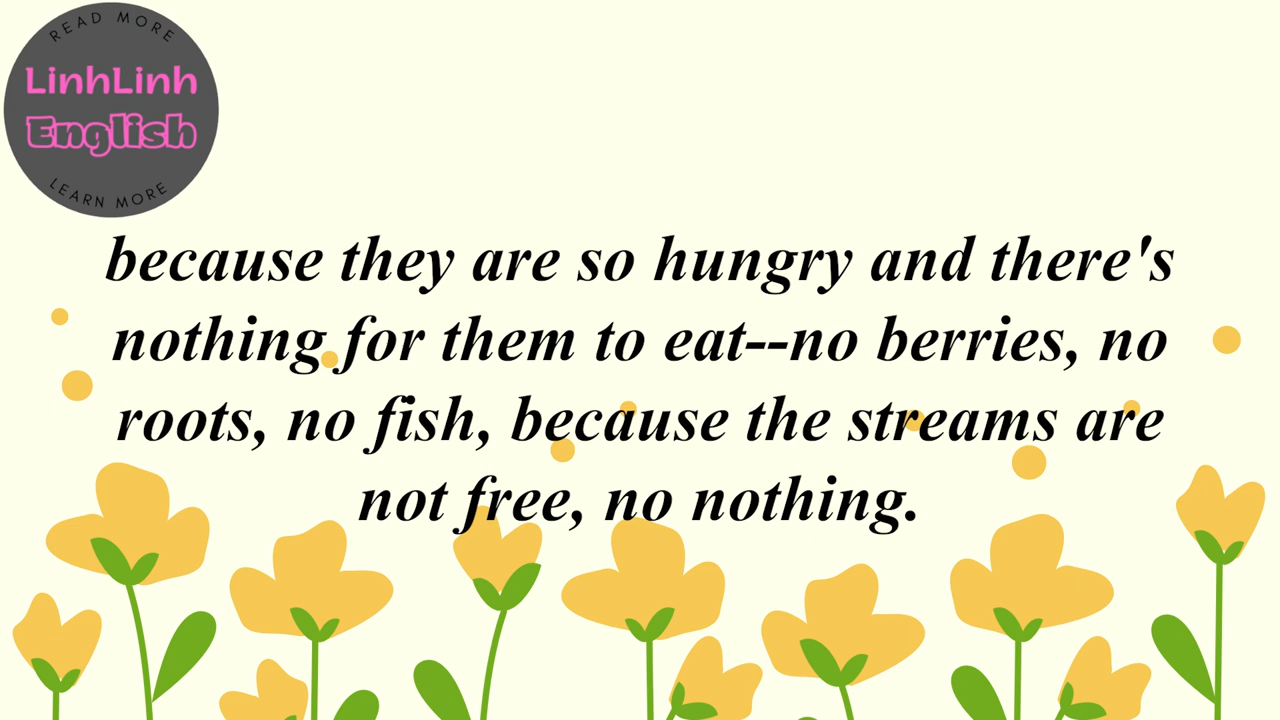 READ MORE
LinhLinh
English
LEARN MORE
because they are so hungry and there's
nothing for them to eat--no berries, no
roots, no fish, because the streams are
not free, no nothing.